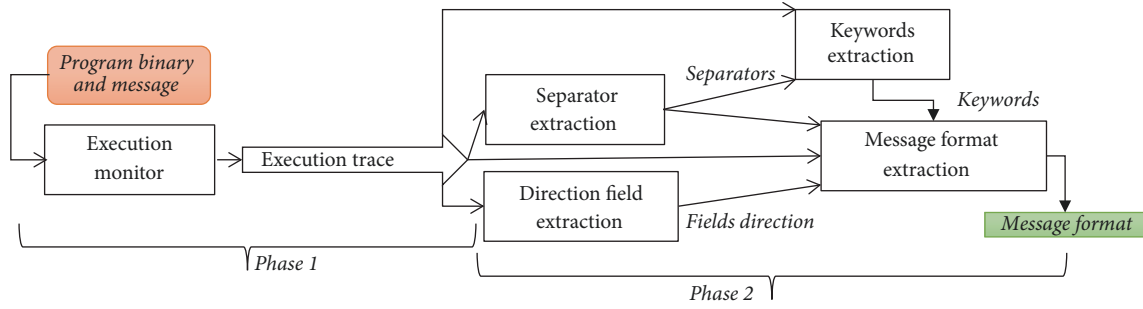 Program binary
and message
Execution
monitor
Execution trace
Phase 1
Separator
extraction
Direction field
extraction
Separators
Fields direction
Keywords
extraction
Keywords
Message format
extraction
Message format
Phase 2